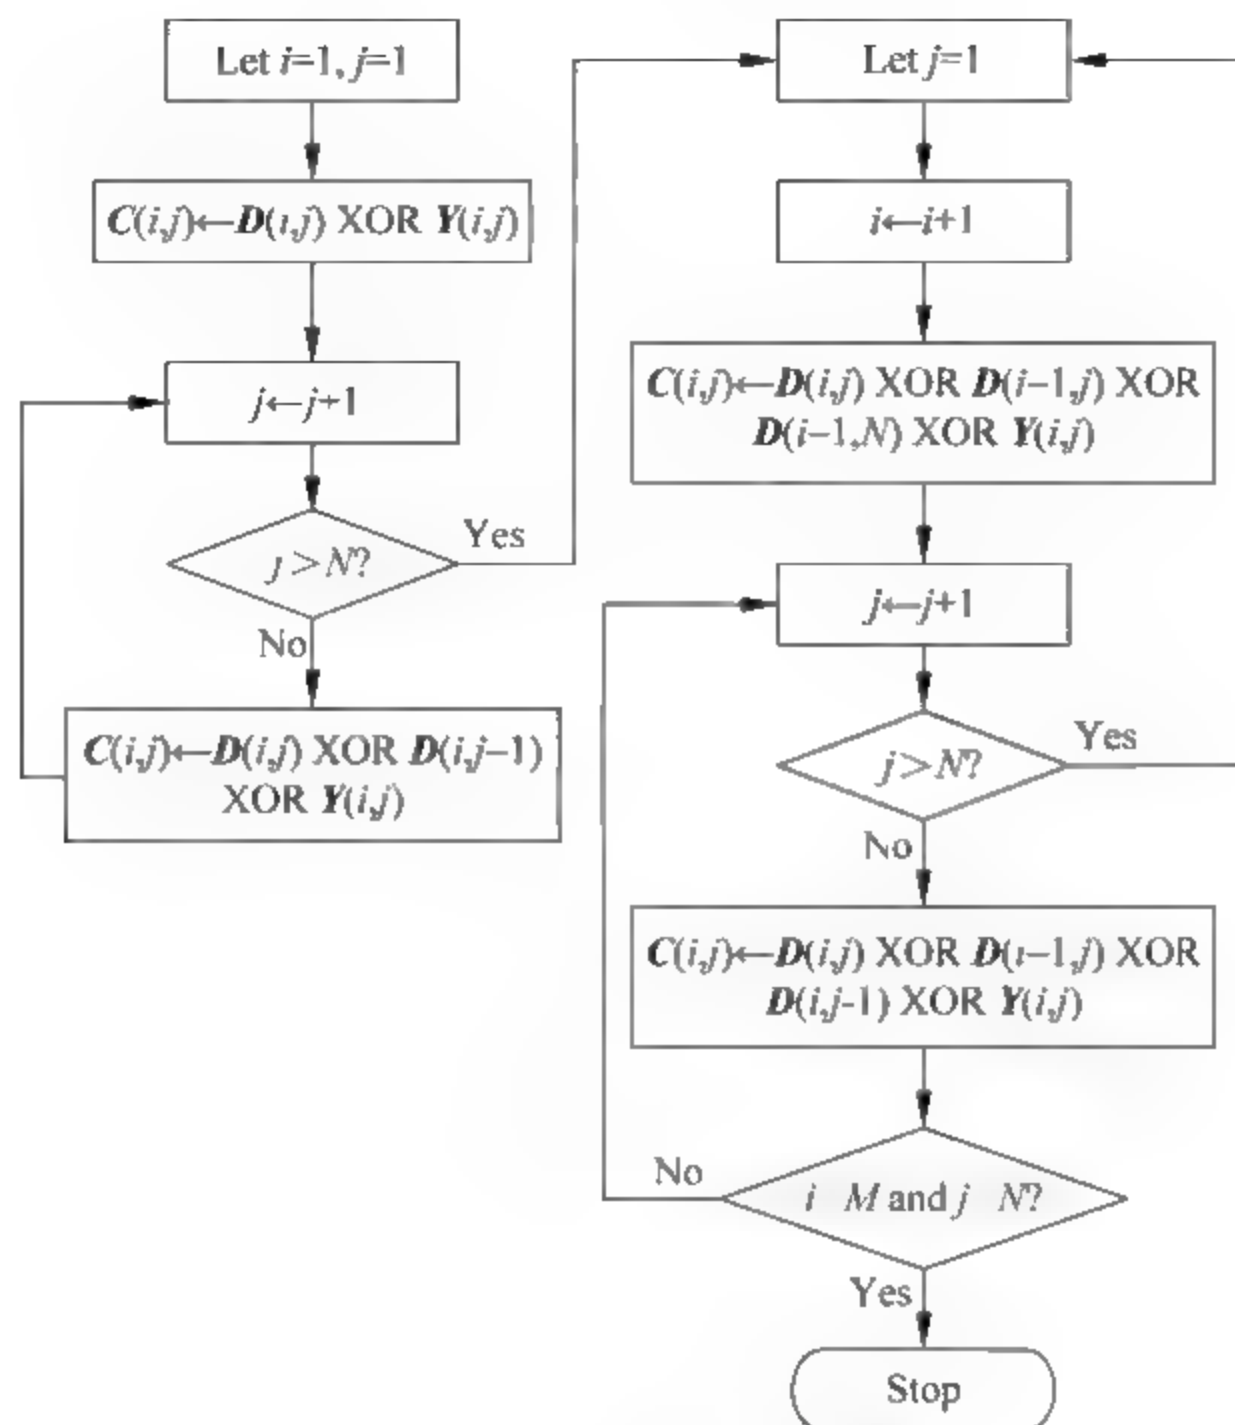 Let i=1, j=1
C(i,j)←D(i,j) XOR Y(i,j)
j←j+1
j>N?
Yes
No
C(i,j)←D(i,j) XOR D(i,j−1)
XOR Y(i,j)
Let j=1
i←i+1
C(i,j)←D(i,j) XOR D(i−1,j) XOR
D(i−1,N) XOR Y(i,j)
j←j+1
j>N?
Yes
No
C(i,j)←D(i,j) XOR D(i−1,j) XOR
D(i,j-1) XOR Y(i,j)
i M and j N?
No
Yes
Stop